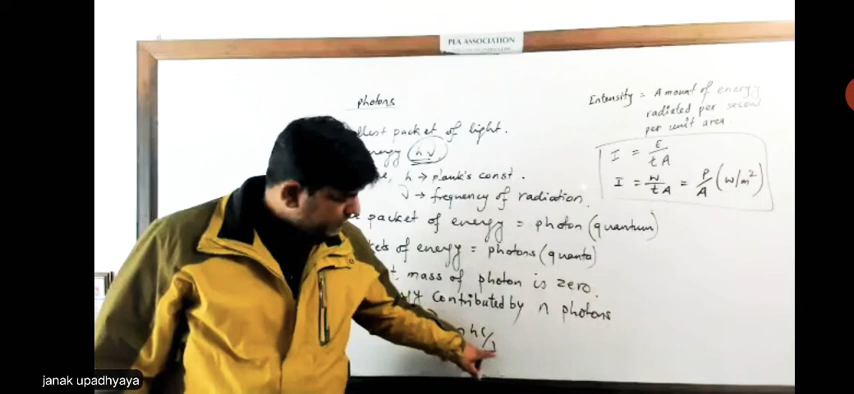 PEA ASSOCIATION
photons
packet of light.
energy hν
h → plank's const.
ν → frequency of radiation.
packet of energy = photon (quantum)
of energy = photons (quanta)
mass of photon is zero.
contributed by n photons
hc/λ
Intensity = Amount of energy
radiated per second
per unit area.
I = E/tA
I = W/tA = P/A (W/m²)
janak upadhyaya